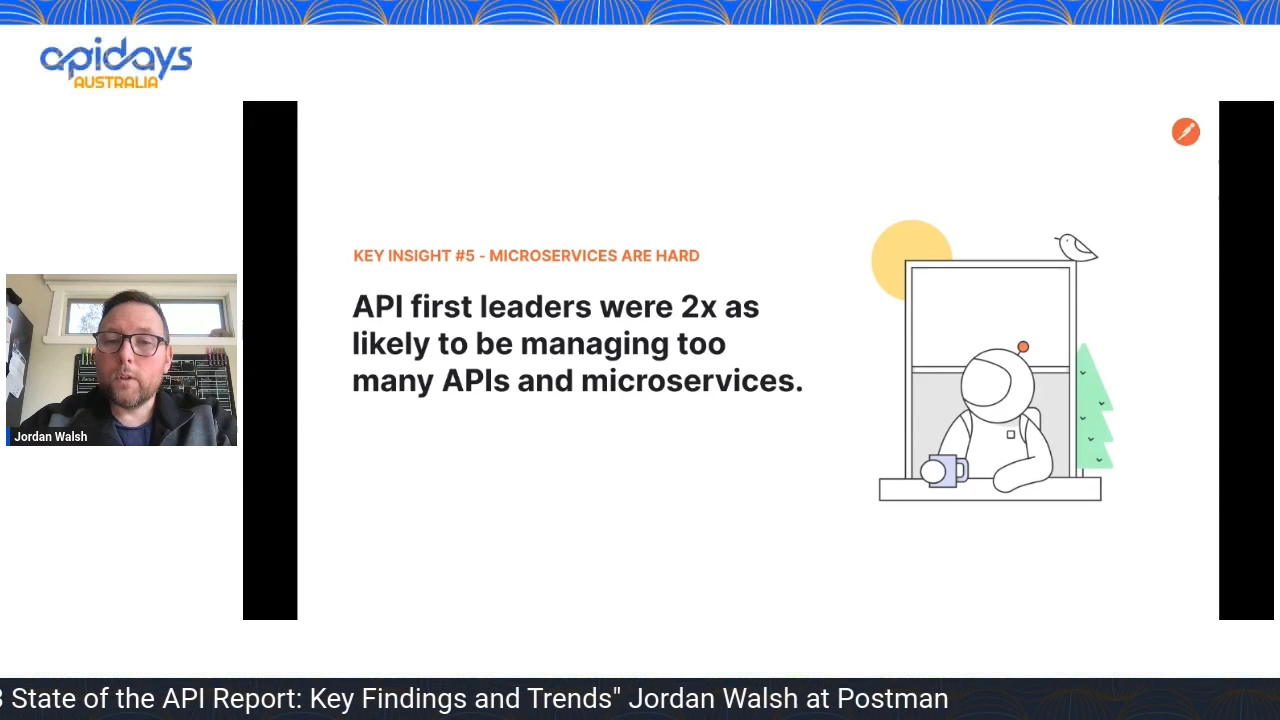 apidays
AUSTRALIA
KEY INSIGHT #5 - MICROSERVICES ARE HARD
API first leaders were 2x as
likely to be managing too
many APIs and microservices.
Jordan Walsh
State of the API Report: Key Findings and Trends" Jordan Walsh at Postman